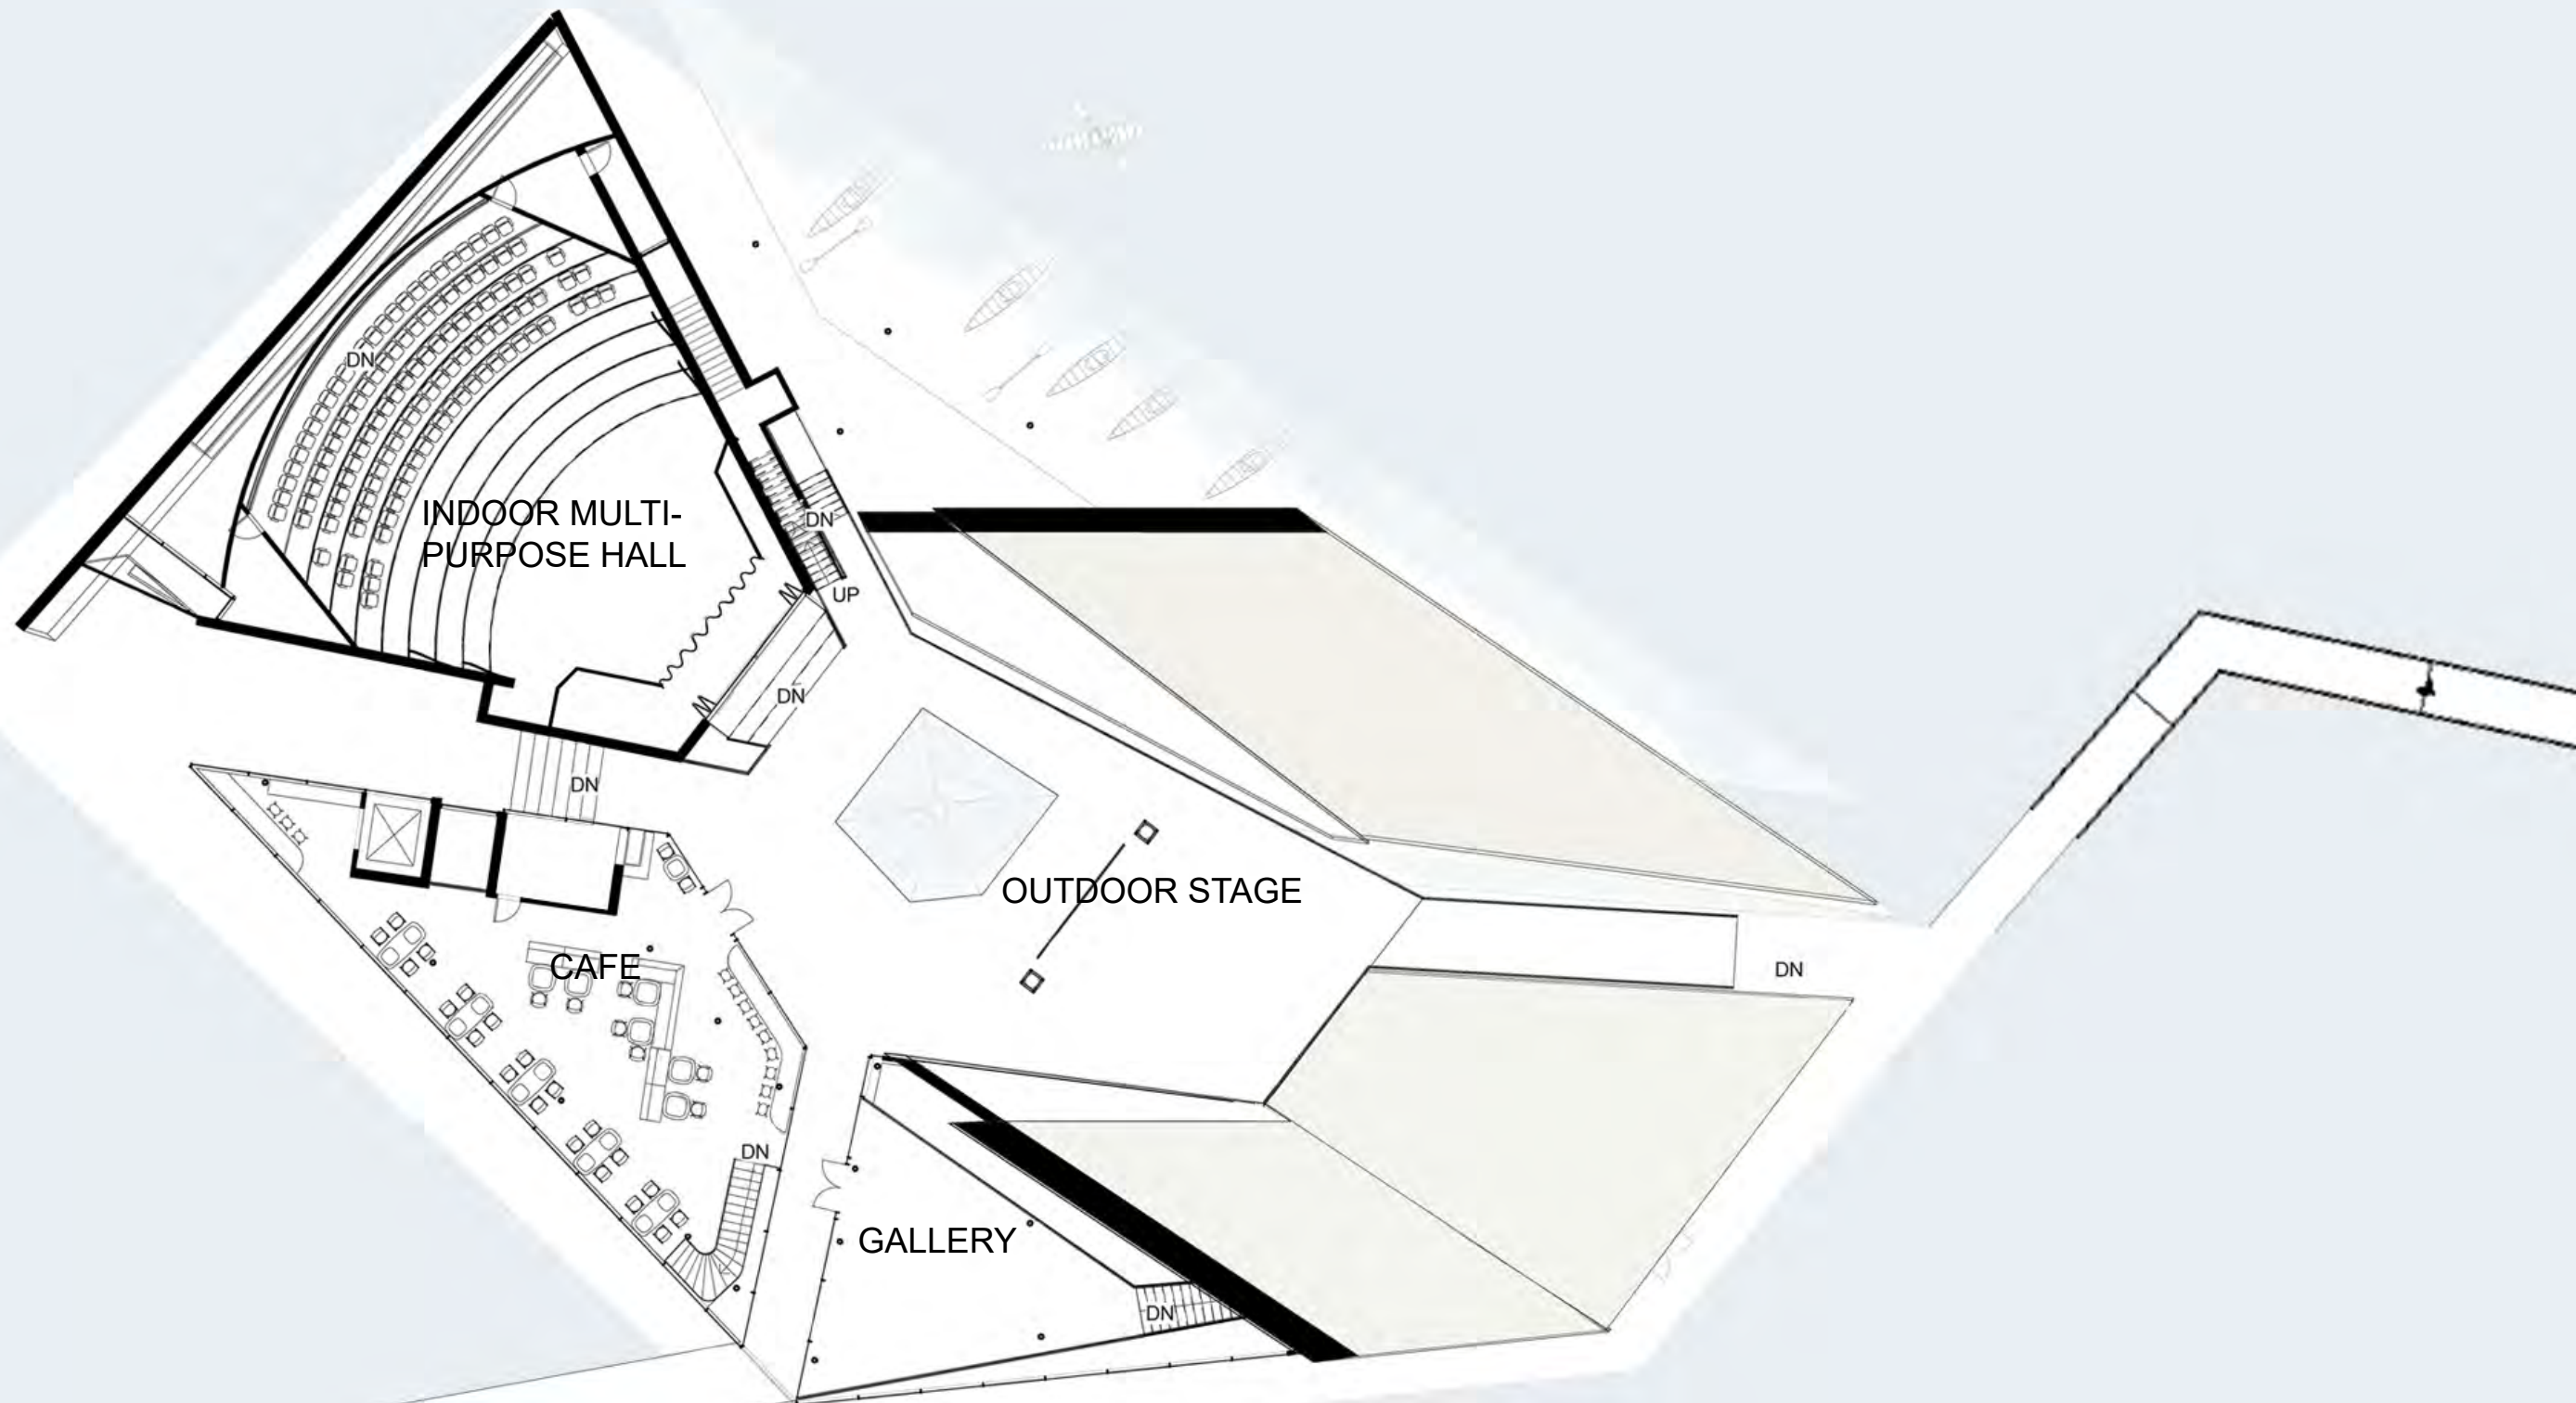 DN
INDOOR MULTI-
PURPOSE HALL
DN
UP
DN
DN
OUTDOOR STAGE
CAFE
DN
DN
GALLERY
DN